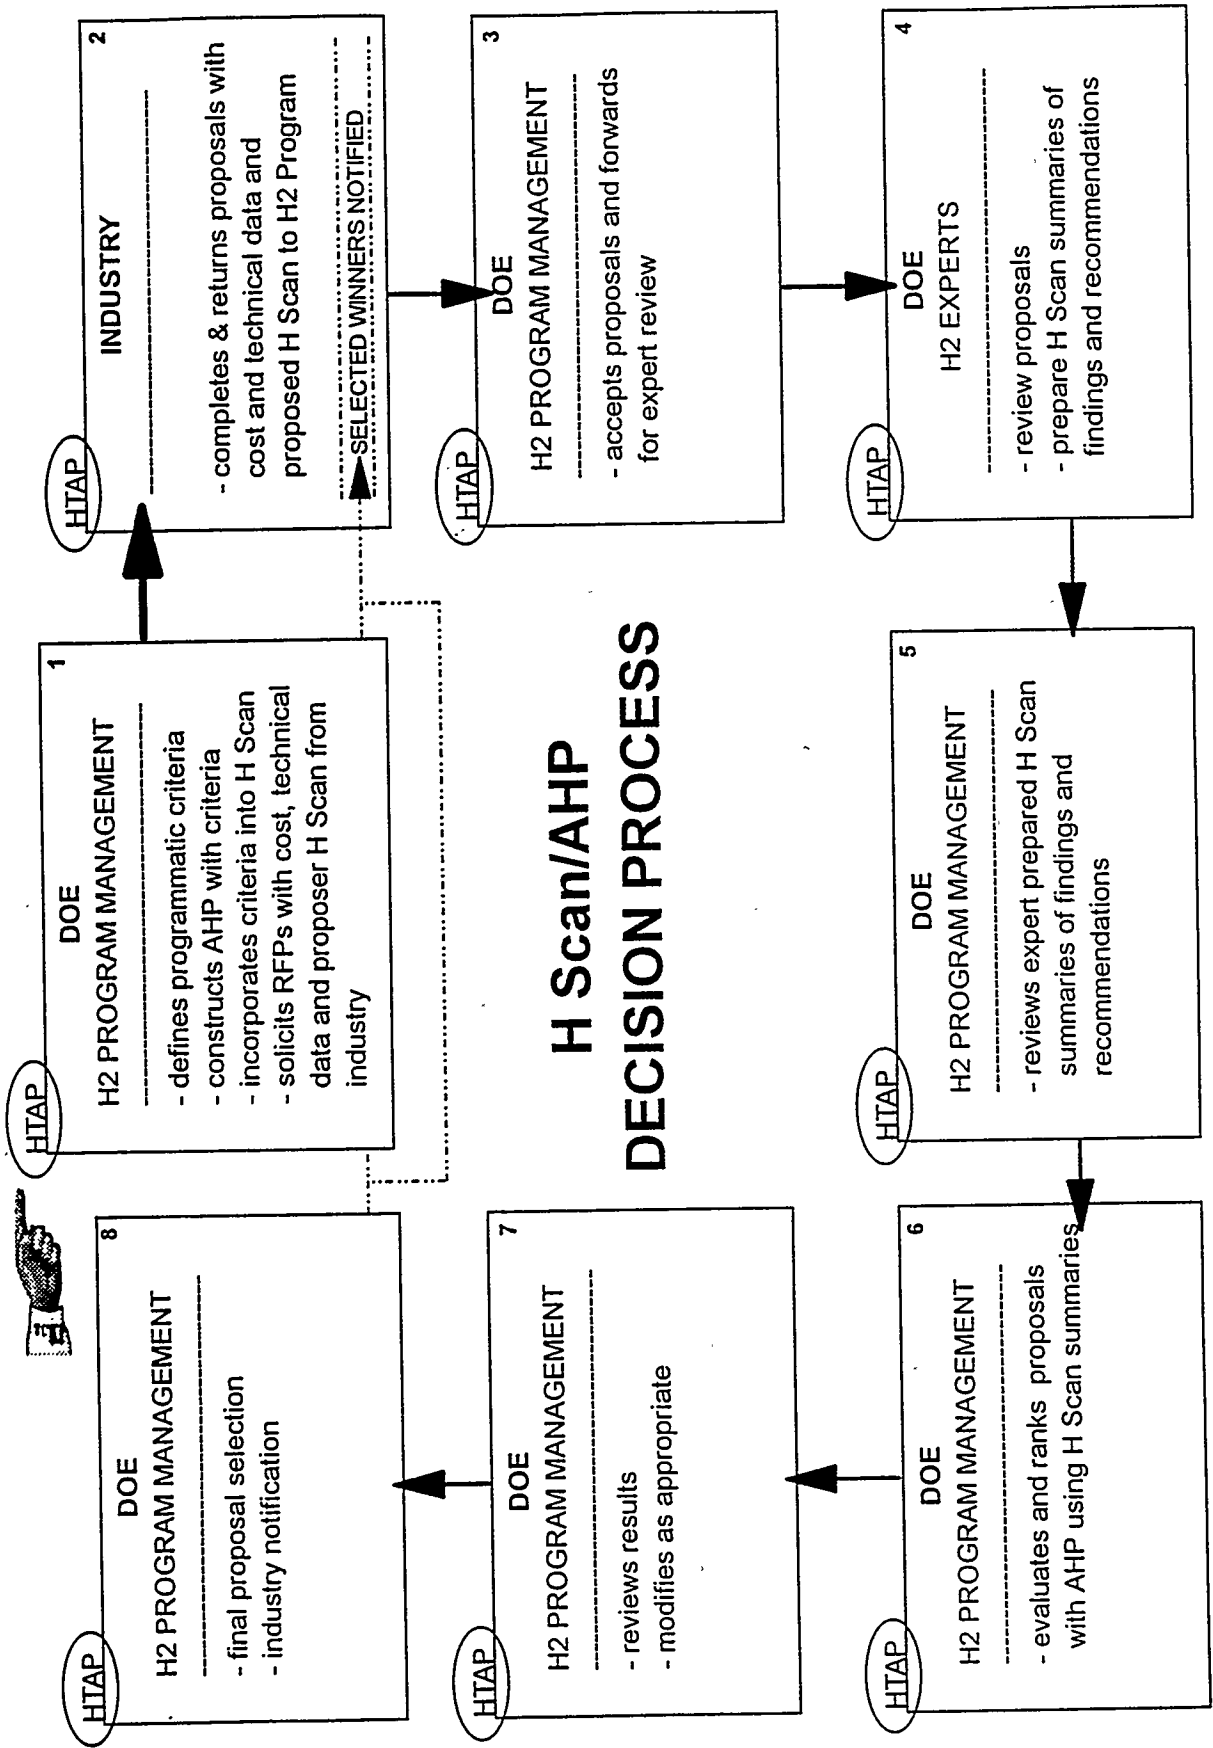 HTAP
1
DOE
H2 PROGRAM MANAGEMENT
- defines programmatic criteria
- constructs AHP with criteria
- incorporates criteria into H Scan
- solicits RFPs with cost, technical
data and proposer H Scan from
industry
HTAP
2
INDUSTRY
- completes & returns proposals with
cost and technical data and
proposed H Scan to H2 Program
SELECTED WINNERS NOTIFIED
HTAP
3
DOE
H2 PROGRAM MANAGEMENT
- accepts proposals and forwards
for expert review
HTAP
4
DOE
H2 EXPERTS
- review proposals
- prepare H Scan summaries of
findings and recommendations
H Scan/AHP
DECISION PROCESS
HTAP
5
DOE
H2 PROGRAM MANAGEMENT
- reviews expert prepared H Scan
summaries of findings and
recommendations
HTAP
6
DOE
H2 PROGRAM MANAGEMENT
- evaluates and ranks proposals
with AHP using H Scan summaries
HTAP
7
DOE
H2 PROGRAM MANAGEMENT
- reviews results
- modifies as appropriate
HTAP
8
DOE
H2 PROGRAM MANAGEMENT
- final proposal selection
- industry notification